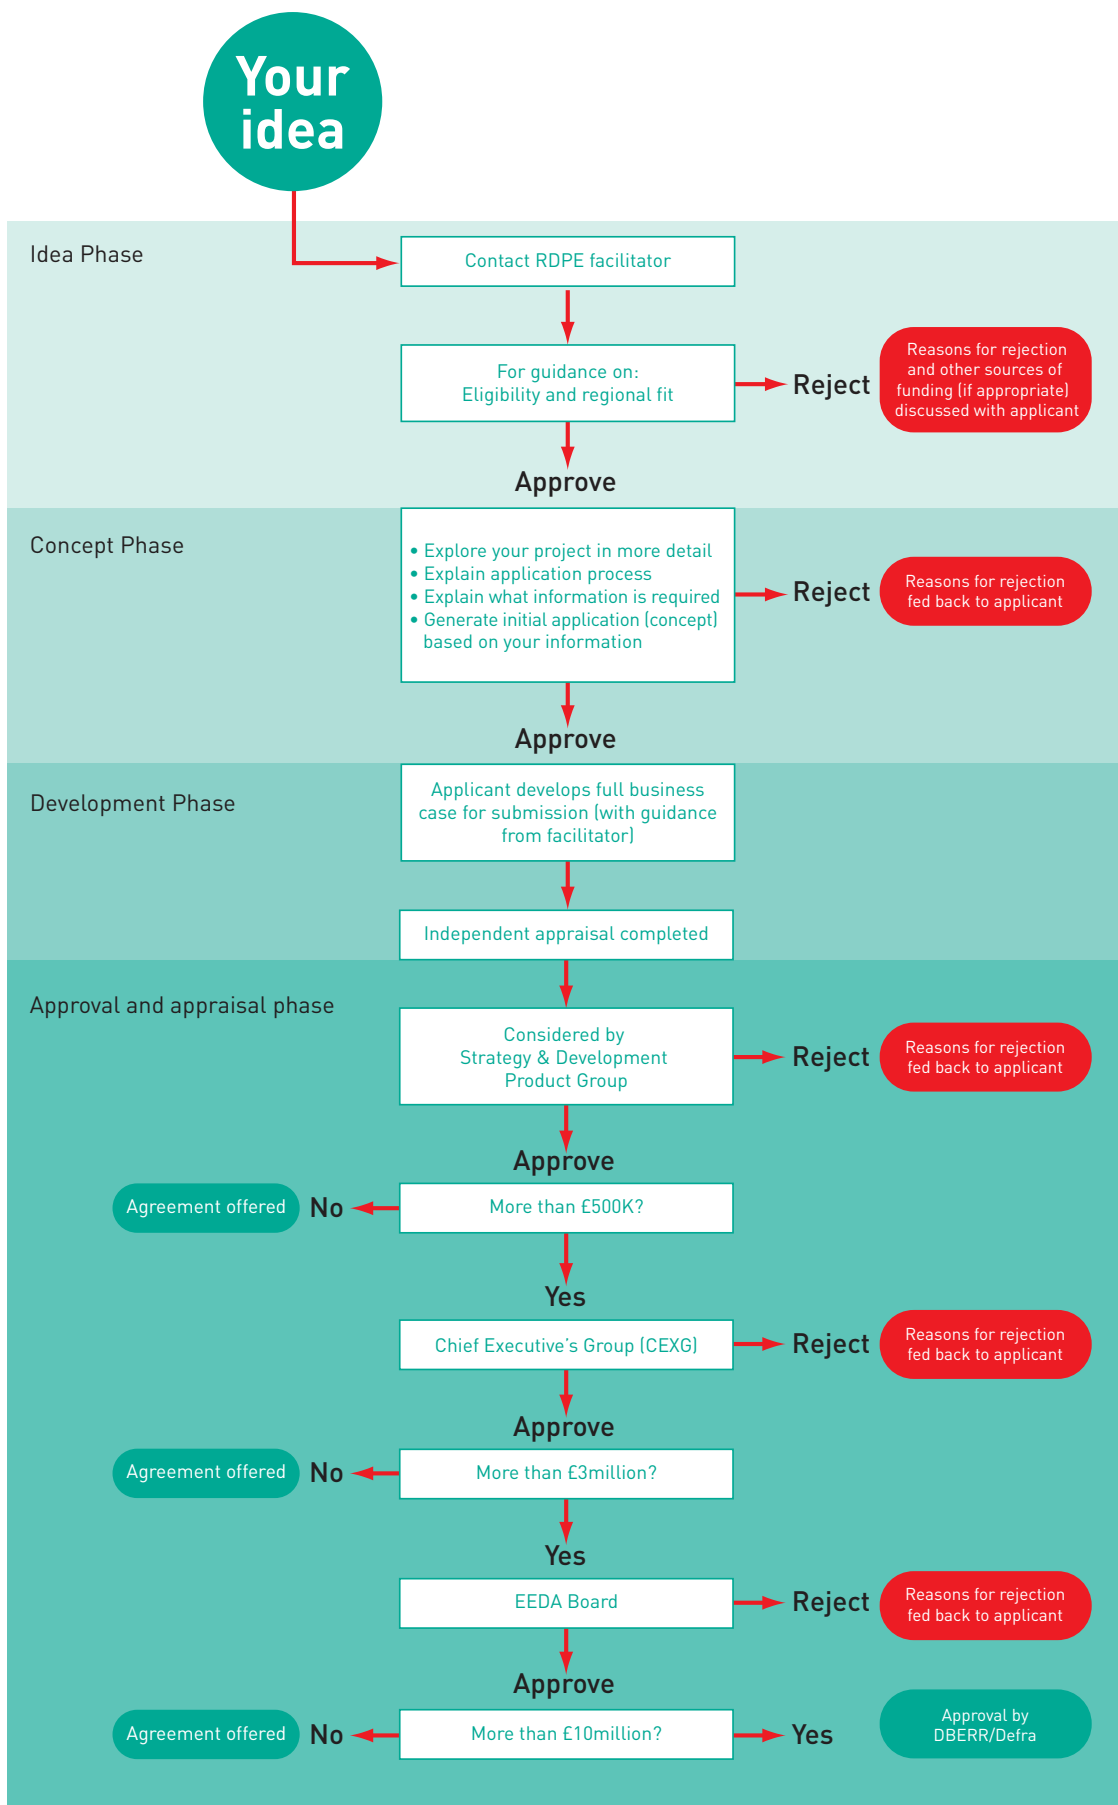 Your
idea
Idea Phase
Contact RDPE facilitator
For guidance on:
Eligibility and regional fit
Reject
Reasons for rejection
and other sources of
funding (if appropriate)
discussed with applicant
Approve
Concept Phase
• Explore your project in more detail
• Explain application process
• Explain what information is required
• Generate initial application (concept)
based on your information
Reject
Reasons for rejection
fed back to applicant
Approve
Development Phase
Applicant develops full business
case for submission (with guidance
from facilitator)
Independent appraisal completed
Approval and appraisal phase
Considered by
Strategy & Development
Product Group
Reject
Reasons for rejection
fed back to applicant
Approve
Agreement offered
No
More than £500K?
Yes
Chief Executive’s Group (CEXG)
Reject
Reasons for rejection
fed back to applicant
Approve
Agreement offered
No
More than £3million?
Yes
EEDA Board
Reject
Reasons for rejection
fed back to applicant
Approve
Agreement offered
No
More than £10million?
Yes
Approval by
DBERR/Defra